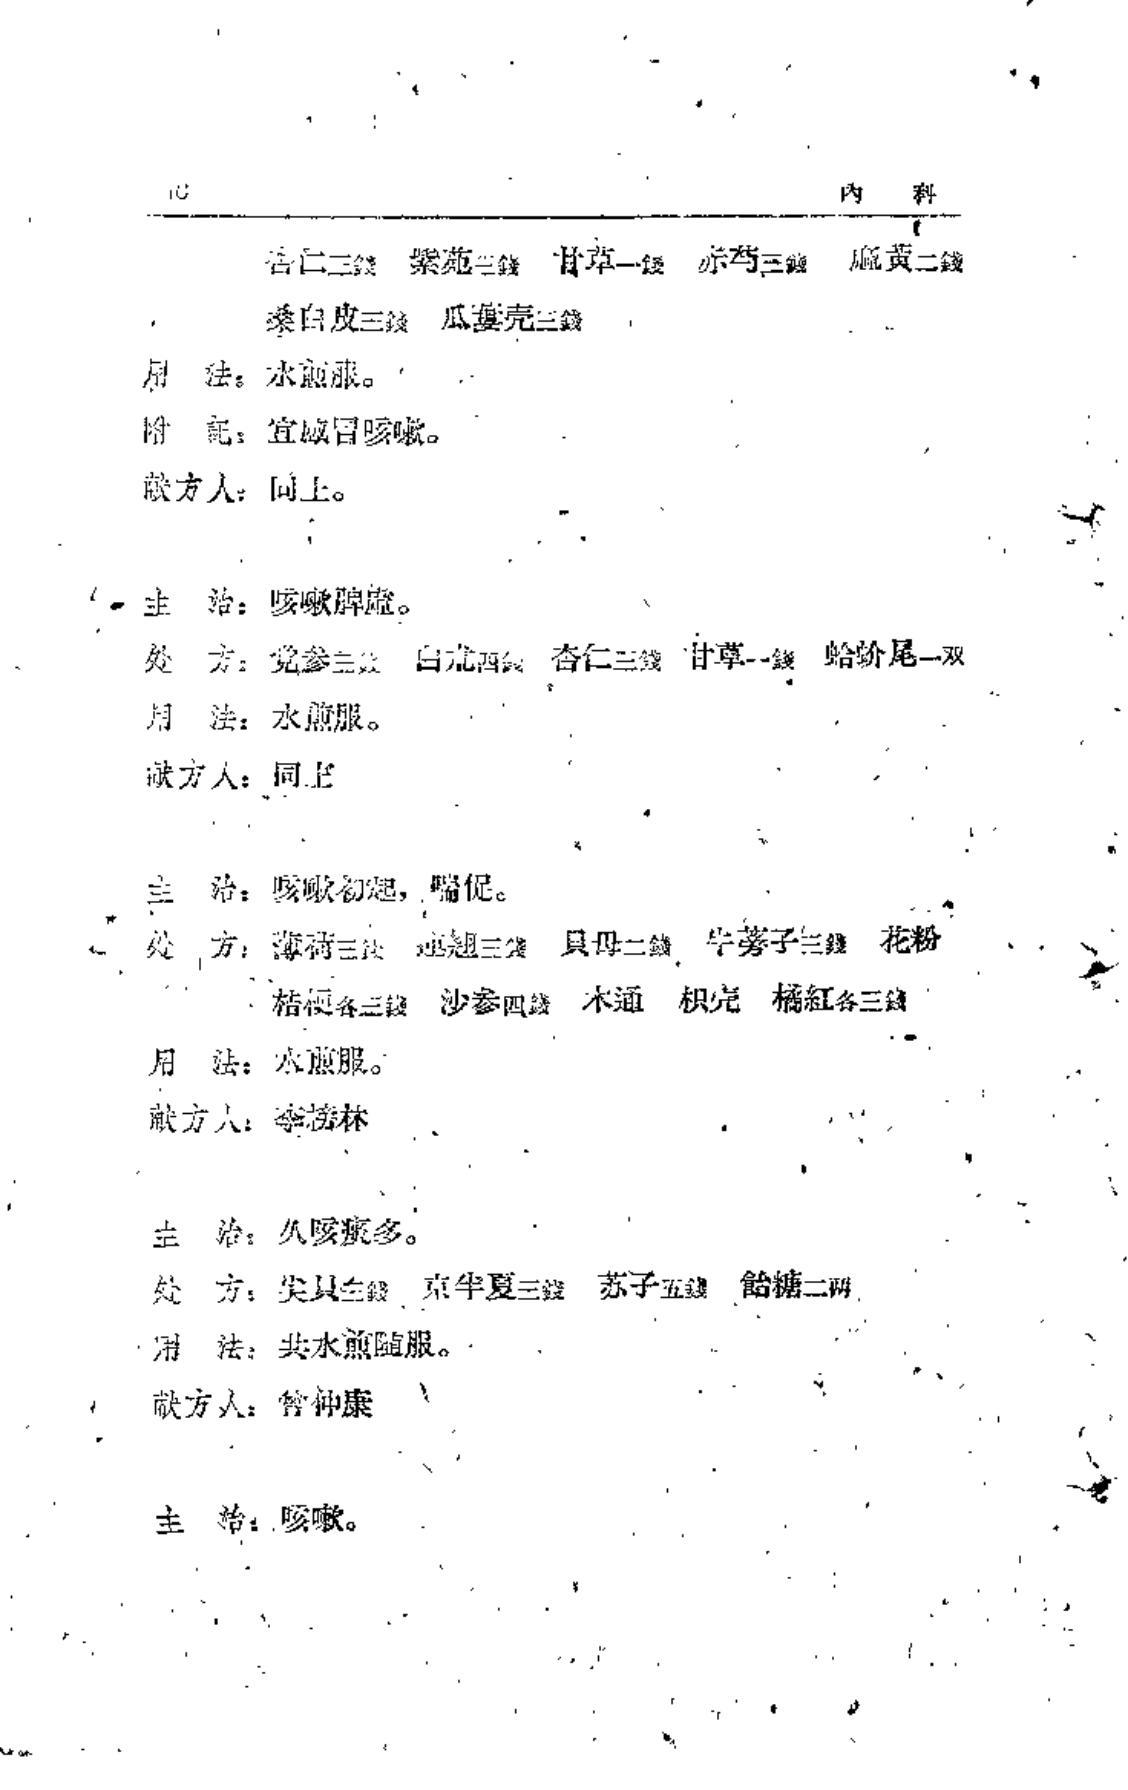 内 科
杏仁三錢 紫菀三錢 甘草一錢 赤芍三錢 麻黄二錢
桑白皮三錢 瓜蔞壳三錢
用 法：水煎服。
附 記：宜感冒咳嗽。
献方人：同上。
主 治：咳嗽脾虛。
处 方：党参三錢 白朮四錢 杏仁三錢 甘草一錢 蛤蚧尾一双
用 法：水煎服。
献方人：同上
主 治：咳嗽初起，喘促。
处 方：薄荷三錢 連翘三錢 貝母二錢 牛蒡子三錢 花粉
桔梗各三錢 沙参四錢 木通 枳壳 橘紅各三錢
用 法：水煎服。
献方人：李榜林
主 治：久咳痰多。
处 方：尖貝三錢 京半夏三錢 苏子五錢 飴糖二两
用 法：共水煎随服。
献方人：曾仲康
主 治：咳嗽。